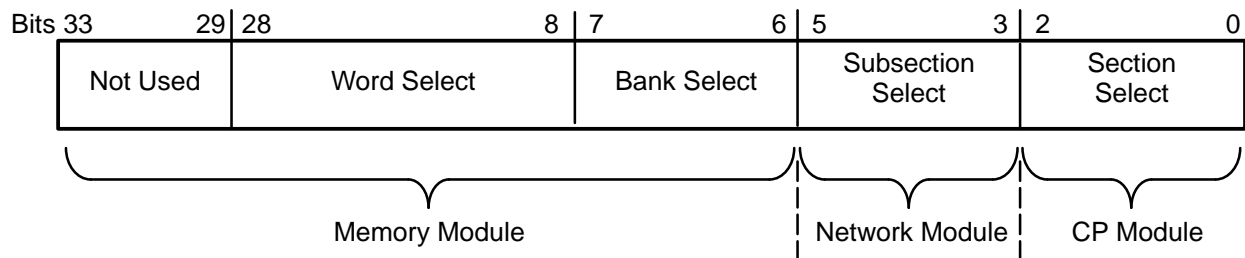 Bits 33 29 28 8 7 6 5 3 2 0
Not Used Word Select Bank Select Subsection Select Section Select
Memory Module Network Module CP Module